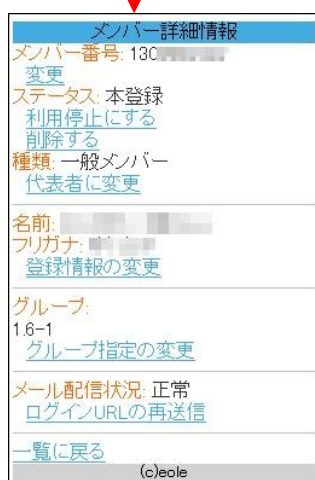 メンバー詳細情報
メンバー番号: 130
変更
ステータス: 本登録
利用停止にする
削除する
種類: 一般メンバー
代表者に変更
名前:
フリガナ:
登録情報の変更
グループ:
1.6-1
グループ指定の変更
メール配信状況: 正常
ログインURLの再送信
一覧に戻る
(c)eole